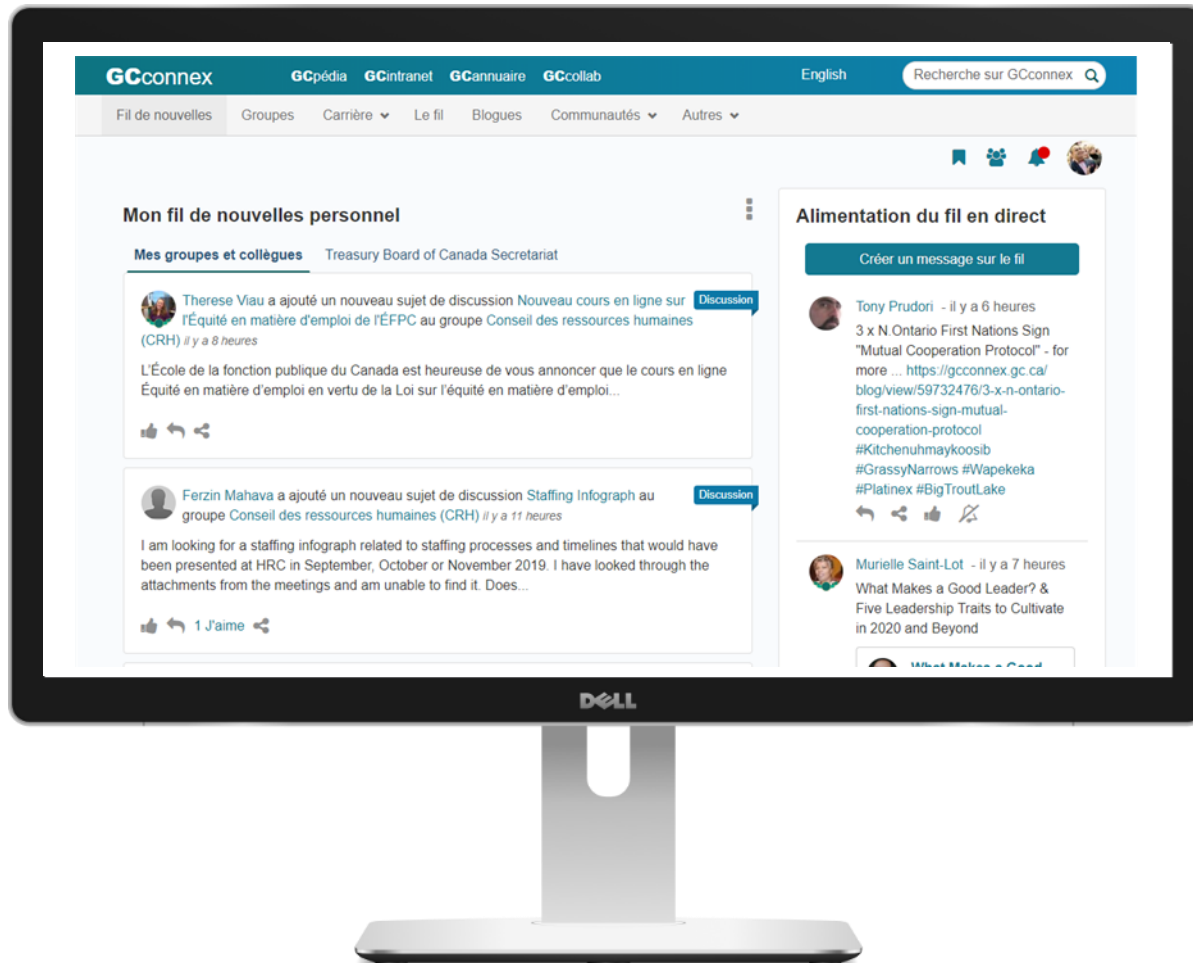 GCconnex GCpédia GCintranet GCannuaire GCcollab English Recherche sur GCconnex
Fil de nouvelles Groupes Carrière Le fil Blogues Communautés Autres
Mon fil de nouvelles personnel
Mes groupes et collègues Treasury Board of Canada Secretariat
Therese Viau a ajouté un nouveau sujet de discussion Nouveau cours en ligne sur
l'Équité en matière d'emploi de l'ÉFPC au groupe Conseil des ressources humaines
(CRH) il y a 8 heures
Discussion
L'École de la fonction publique du Canada est heureuse de vous annoncer que le cours en ligne
Équité en matière d'emploi en vertu de la Loi sur l'équité en matière d'emploi...
Ferzin Mahava a ajouté un nouveau sujet de discussion Staffing Infograph au
groupe Conseil des ressources humaines (CRH) il y a 11 heures
Discussion
I am looking for a staffing infograph related to staffing processes and timelines that would have
been presented at HRC in September, October or November 2019. I have looked through the
attachments from the meetings and am unable to find it. Does...
1 J'aime
Alimentation du fil en direct
Créer un message sur le fil
Tony Prudori - il y a 6 heures
3 x N.Ontario First Nations Sign
"Mutual Cooperation Protocol" - for
more ... https://gcconnex.gc.ca/
blog/view/59732476/3-x-n-ontario-
first-nations-sign-mutual-
cooperation-protocol
#Kitchenuhmaykoosib
#GrassyNarrows #Wapekeka
#Platinex #BigTroutLake
Murielle Saint-Lot - il y a 7 heures
What Makes a Good Leader? &
Five Leadership Traits to Cultivate
in 2020 and Beyond
What Makes a Good
DELL